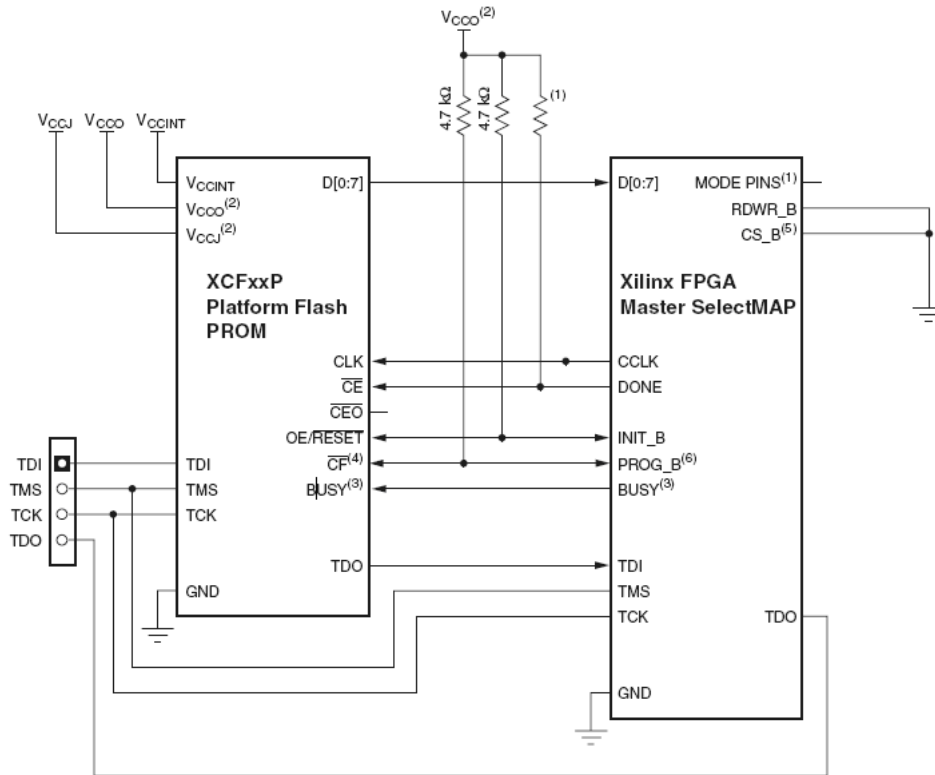 VCCO(2)
4.7 kΩ
4.7 kΩ
(1)
VCCJ VCCO VCCINT
VCCINT
VCCO(2)
VCCJ(2)
D[0:7]
XCFxxP
Platform Flash
PROM
CLK
CE
CEO
OE/RESET
CF(4)
BUSY(3)
TDI
TMS
TCK
TDO
GND
D[0:7]
MODE PINS(1)
RDWR_B
CS_B(5)
Xilinx FPGA
Master SelectMAP
CCLK
DONE
INIT_B
PROG_B(6)
BUSY(3)
TDI
TMS
TCK
TDO
GND
TDI
TMS
TCK
TDO